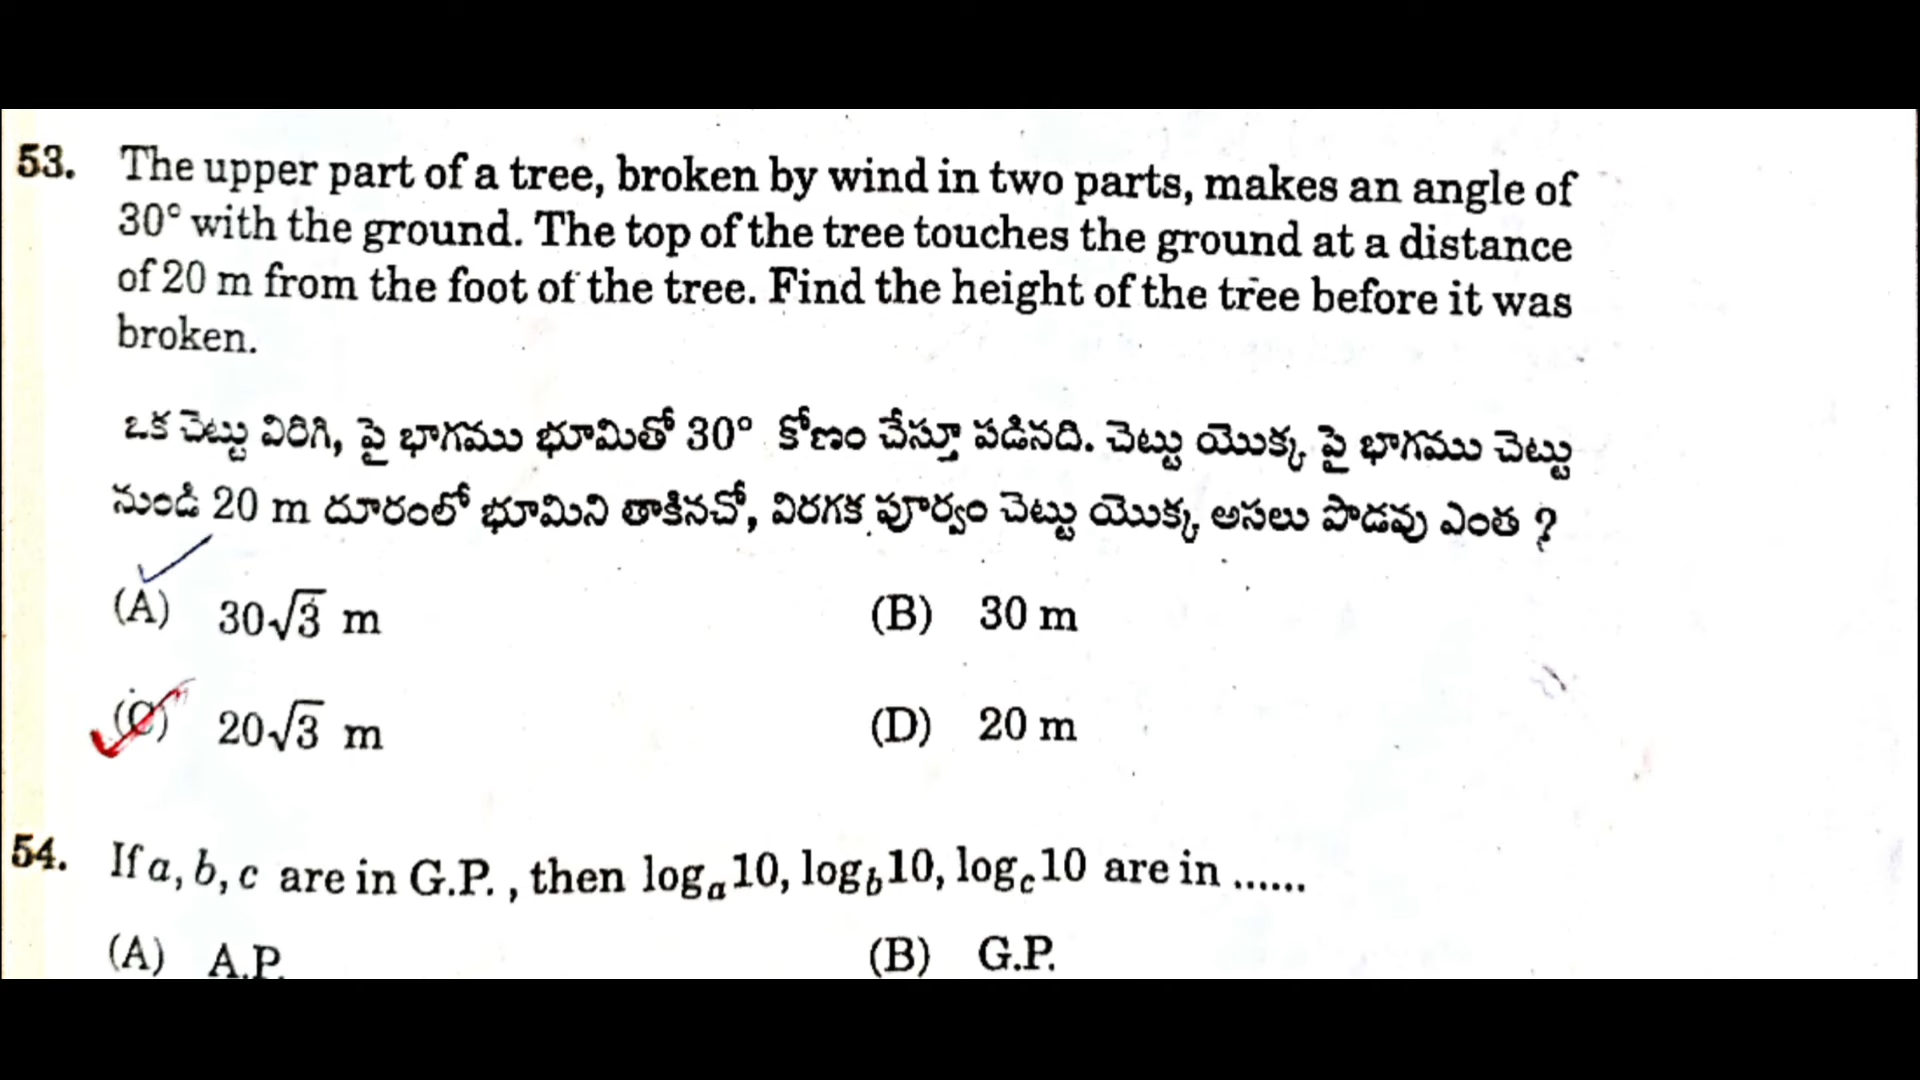 53. The upper part of a tree, broken by wind in two parts, makes an angle of
30° with the ground. The top of the tree touches the ground at a distance
of 20 m from the foot of the tree. Find the height of the tree before it was
broken.
ఒక చెట్టు విరిగి, పై భాగము భూమితో 30° కోణం చేస్తూ పడినది. చెట్టు యొక్క పై భాగము చెట్టు
నుండి 20 m దూరంలో భూమిని తాకినచో, విరగక పూర్వం చెట్టు యొక్క అసలు పొడవు ఎంత ?
(A) 30√3 m (B) 30 m
(C) 20√3 m (D) 20 m
54. If a, b, c are in G.P. , then logₐ10, log_b10, log_c10 are in ......
(A) A.P. (B) G.P.